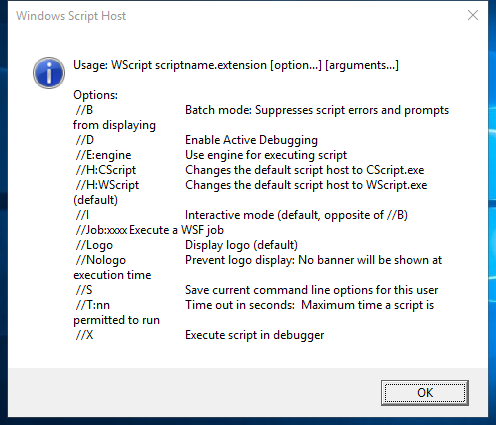 Windows Script Host
Usage: WScript scriptname.extension [option...] [arguments...]
Options:
//B Batch mode: Suppresses script errors and prompts
from displaying
//D Enable Active Debugging
//E:engine Use engine for executing script
//H:CScript Changes the default script host to CScript.exe
//H:WScript Changes the default script host to WScript.exe
(default)
//I Interactive mode (default, opposite of //B)
//Job:xxxx Execute a WSF job
//Logo Display logo (default)
//Nologo Prevent logo display: No banner will be shown at
execution time
//S Save current command line options for this user
//T:nn Time out in seconds: Maximum time a script is
permitted to run
//X Execute script in debugger
OK